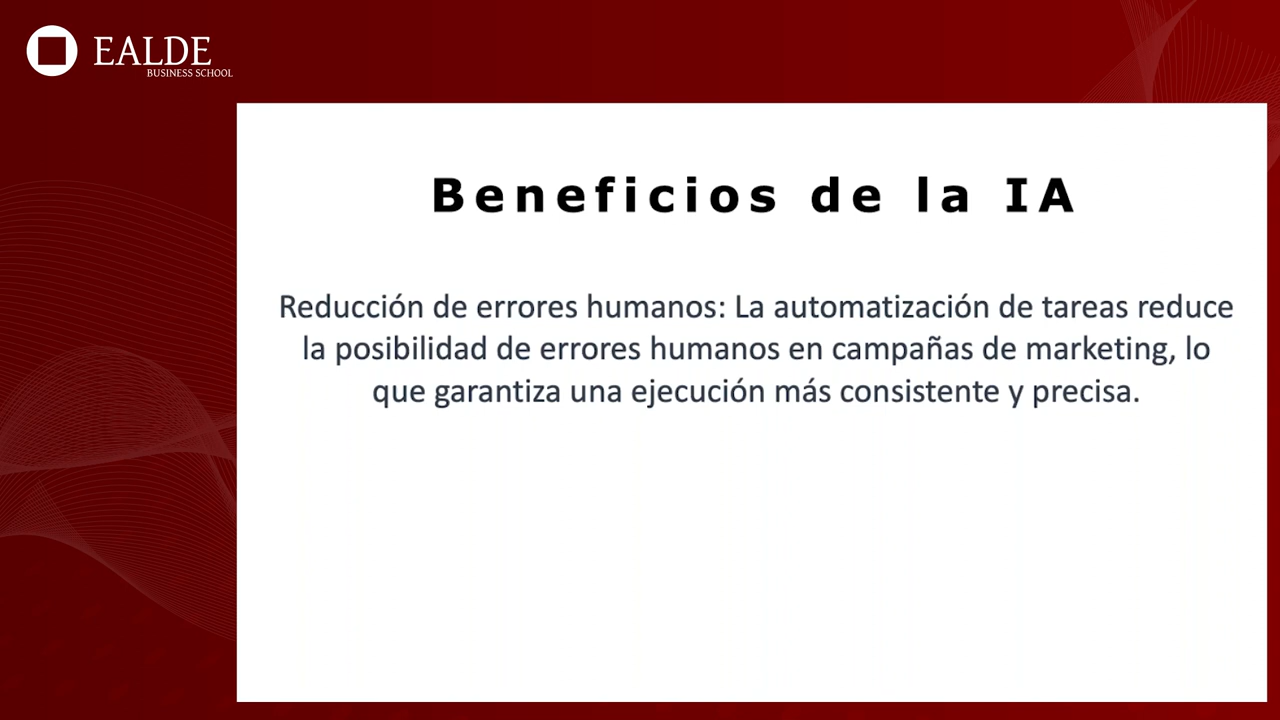 EALDE
BUSINESS SCHOOL
Beneficios de la IA
Reducción de errores humanos: La automatización de tareas reduce
la posibilidad de errores humanos en campañas de marketing, lo
que garantiza una ejecución más consistente y precisa.